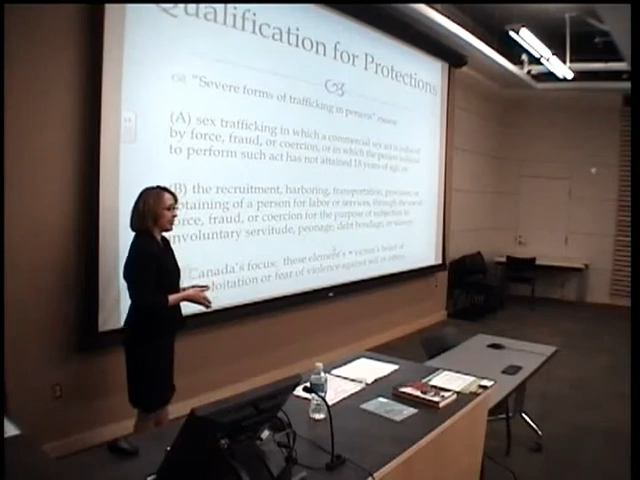 Qualification for Protections
"Severe forms of trafficking in persons" means
(A) sex trafficking in which a commercial sex act is induced
by force, fraud, or coercion, or in which the person induced
to perform such act has not attained 18 years of age; or
(B) the recruitment, harboring, transportation, provision, or
obtaining of a person for labor or services, through the use of
force, fraud, or coercion for the purpose of subjection to
involuntary servitude, peonage, debt bondage, or slavery
Canada's focus: these elements + victim's belief of
exploitation or fear of violence against self or others